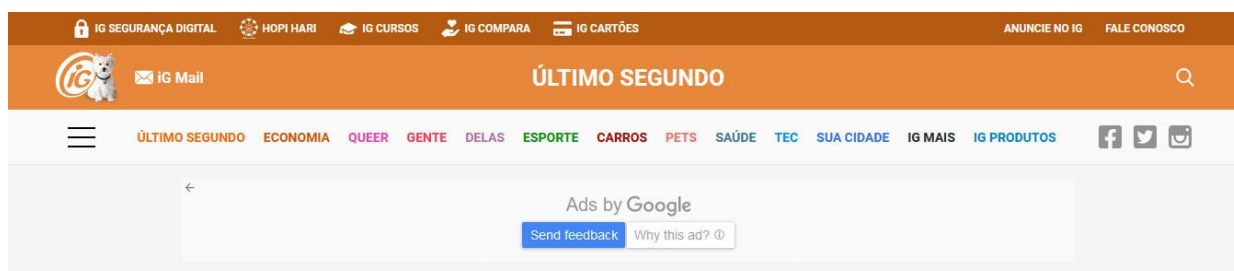 IG SEGURANÇA DIGITAL HOPI HARI IG CURSOS IG COMPARA IG CARTÕES ANUNCIE NO IG FALE CONOSCO
iG iG Mail ÚLTIMO SEGUNDO
ÚLTIMO SEGUNDO ECONOMIA QUEER GENTE DELAS ESPORTE CARROS PETS SAÚDE TEC SUA CIDADE IG MAIS IG PRODUTOS
Ads by Google
Send feedback Why this ad?